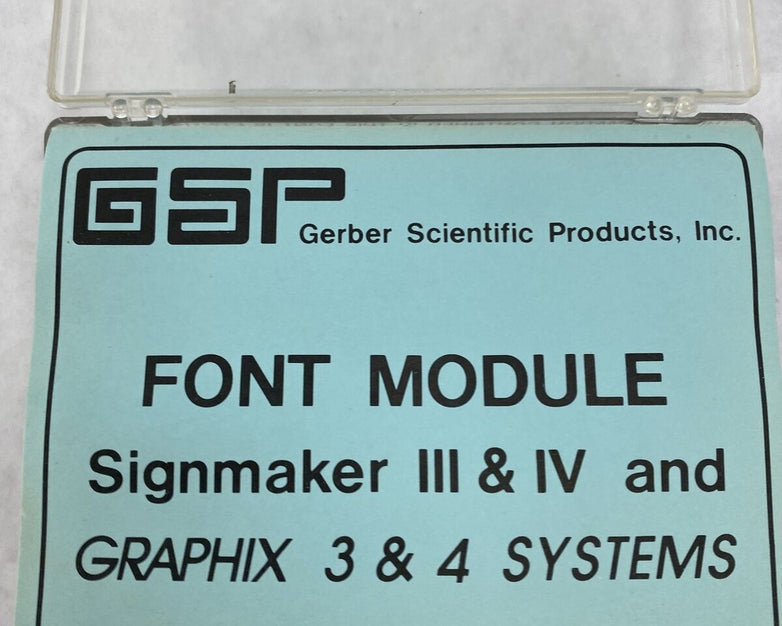 GSP Gerber Scientific Products, Inc.
FONT MODULE
Signmaker III & IV and
GRAPHIX 3 & 4 SYSTEMS